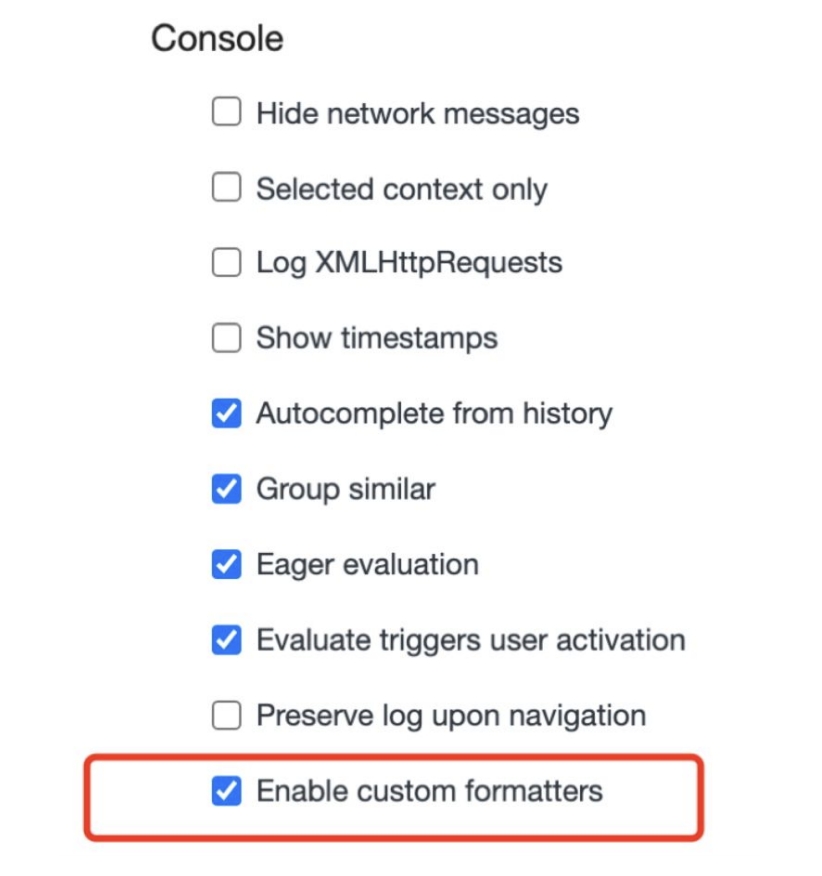 Console
Hide network messages
Selected context only
Log XMLHttpRequests
Show timestamps
Autocomplete from history
Group similar
Eager evaluation
Evaluate triggers user activation
Preserve log upon navigation
Enable custom formatters